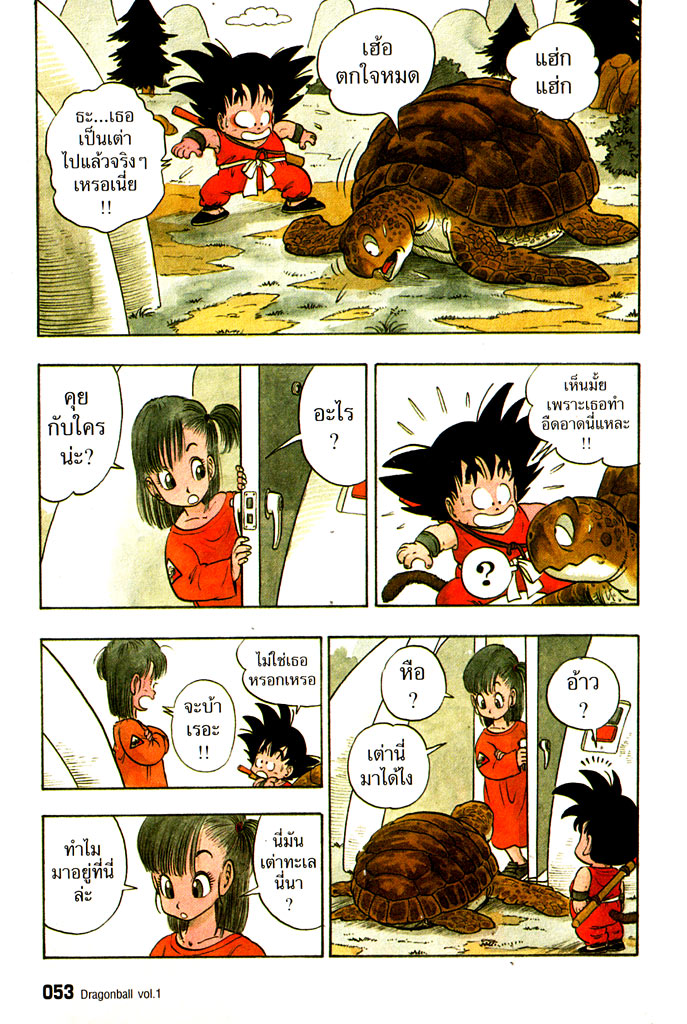 แฮ่ก
แฮ่ก
เฮ้อ
ตกใจหมด
ธะ...เธอ
เป็นเต่า
ไปแล้วจริงๆ
เหรอเนี่ย
!!
อะไร
?
คุย
กับใคร
น่ะ?
เห็นมั้ย
เพราะเธอทำ
อืดอาดนี่แหละ
!!
?
ไม่ใช่เธอ
หรอกเหรอ
จะบ้า
เรอะ
!!
อ้าว
?
หือ
?
เต่านี่
มาได้ไง
นี่มัน
เต่าทะเล
นี่นา
?
ทำไม
มาอยู่ที่นี่
ล่ะ
053 Dragonball vol.1